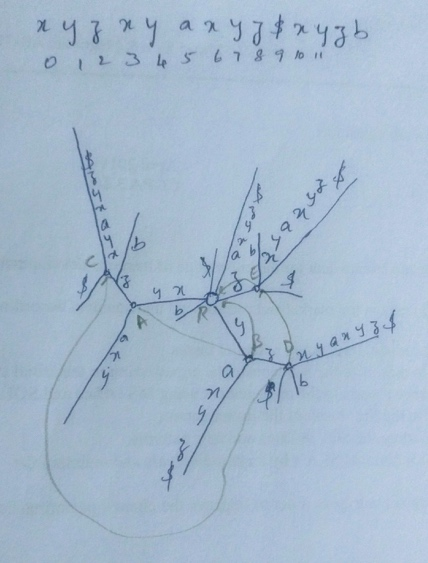 x y z x y a x y z $ x y z b
0 1 2 3 4 5 6 7 8 9 10 11
$ z y x a y x
b
$
C
z
y x
A
b
R
a x y
$
a x y z $
b
z
E
x y a x y z $
$
y
B
z
D
x y a x y z $
$
b
a x y z $